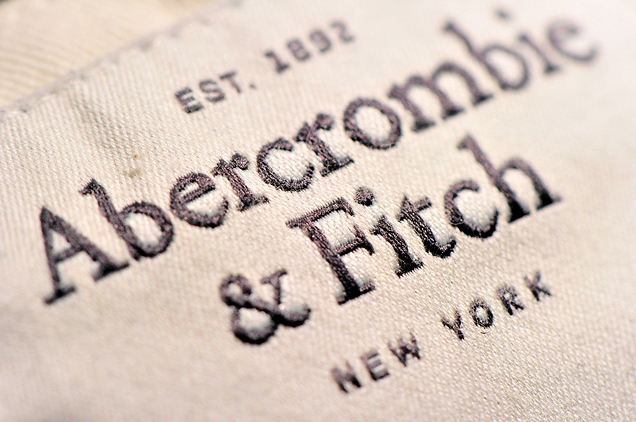 EST. 1892
Abercrombie
& Fitch
NEW YORK